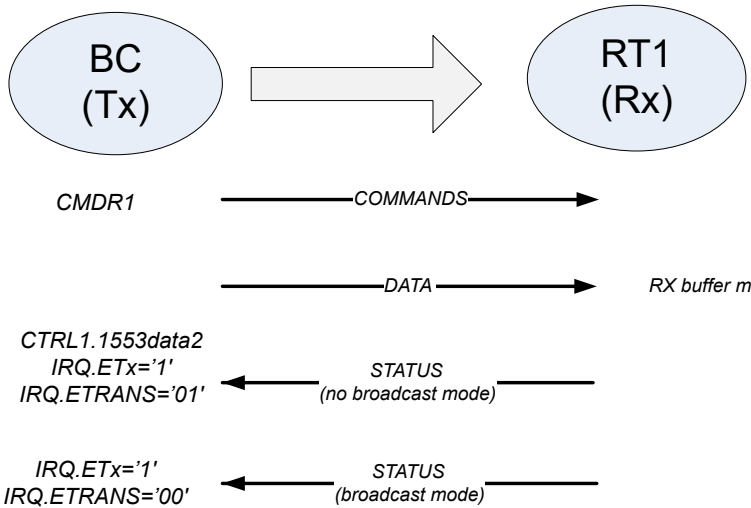 BC
(Tx)
RT1
(Rx)
CMDR1
COMMANDS
DATA
RX buffer m
CTRL1.1553data2
IRQ.ETx='1'
IRQ.ETRANS='01'
STATUS
(no broadcast mode)
IRQ.ETx='1'
IRQ.ETRANS='00'
STATUS
(broadcast mode)